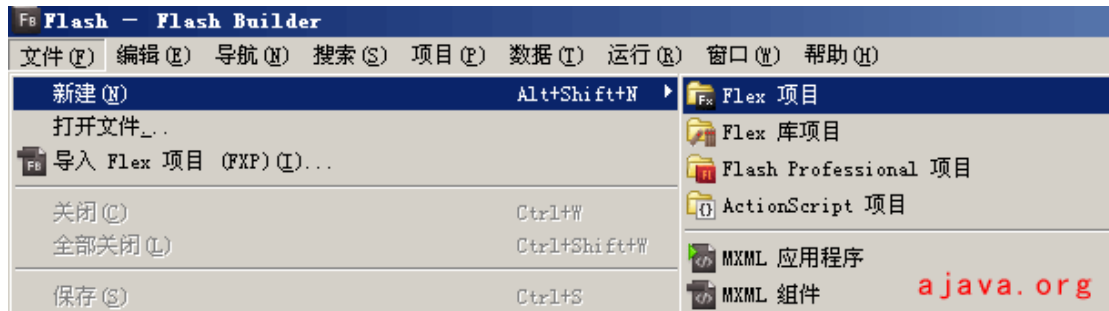 Flash - Flash Builder
文件(F) 编辑(E) 导航(N) 搜索(S) 项目(P) 数据(T) 运行(R) 窗口(W) 帮助(H)
新建(N) Alt+Shift+N
打开文件...
导入 Flex 项目 (FXP)(I)...
关闭(C) Ctrl+W
全部关闭(L) Ctrl+Shift+W
保存(S) Ctrl+S
Flex 项目
Flex 库项目
Flash Professional 项目
ActionScript 项目
MXML 应用程序
MXML 组件
ajava.org